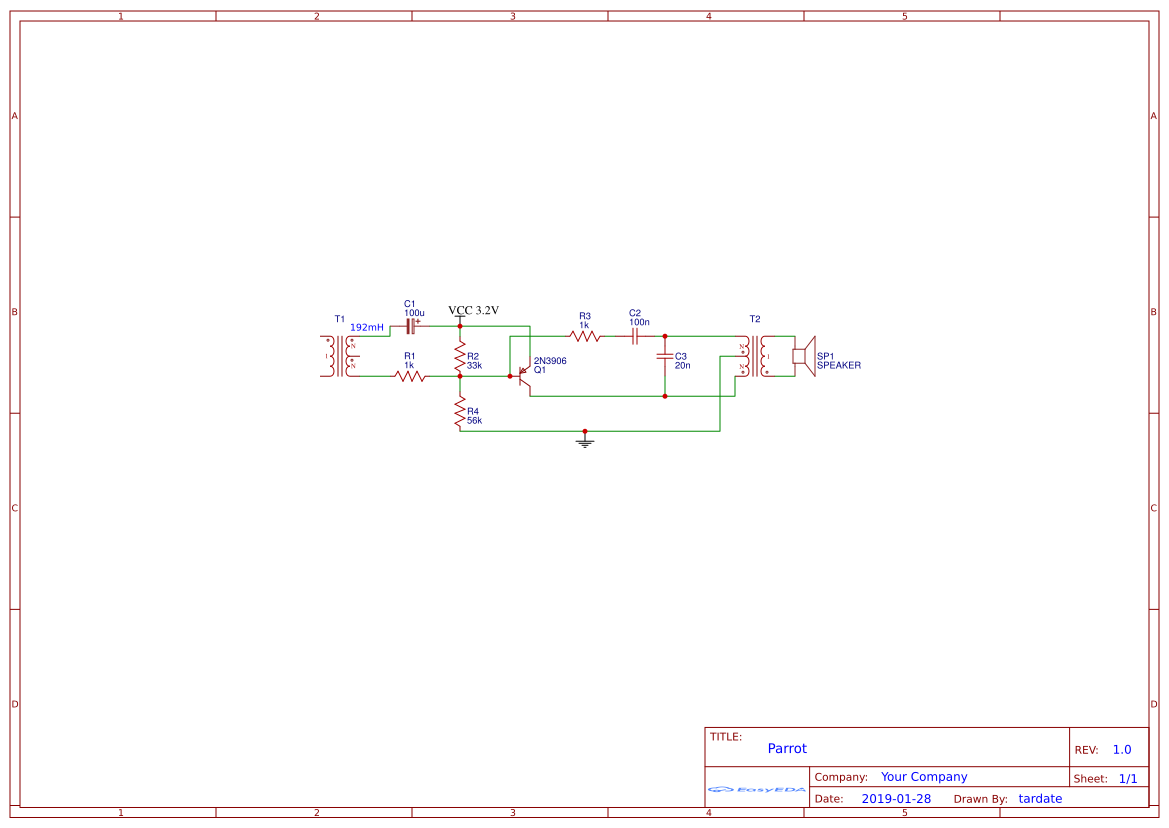 1 2 3 4 5
A A
B B
C1
100u
VCC 3.2V
T1
192mH
R1
1k
R2
33k
2N3906
Q1
R3
1k
C2
100n
C3
20n
T2
SP1
SPEAKER
R4
56k
N
N
I
N
N
I
C C
D D
TITLE:
Parrot
REV: 1.0
EasyEDA
Company: Your Company
Sheet: 1/1
Date: 2019-01-28 Drawn By: tardate
1 2 3 4 5